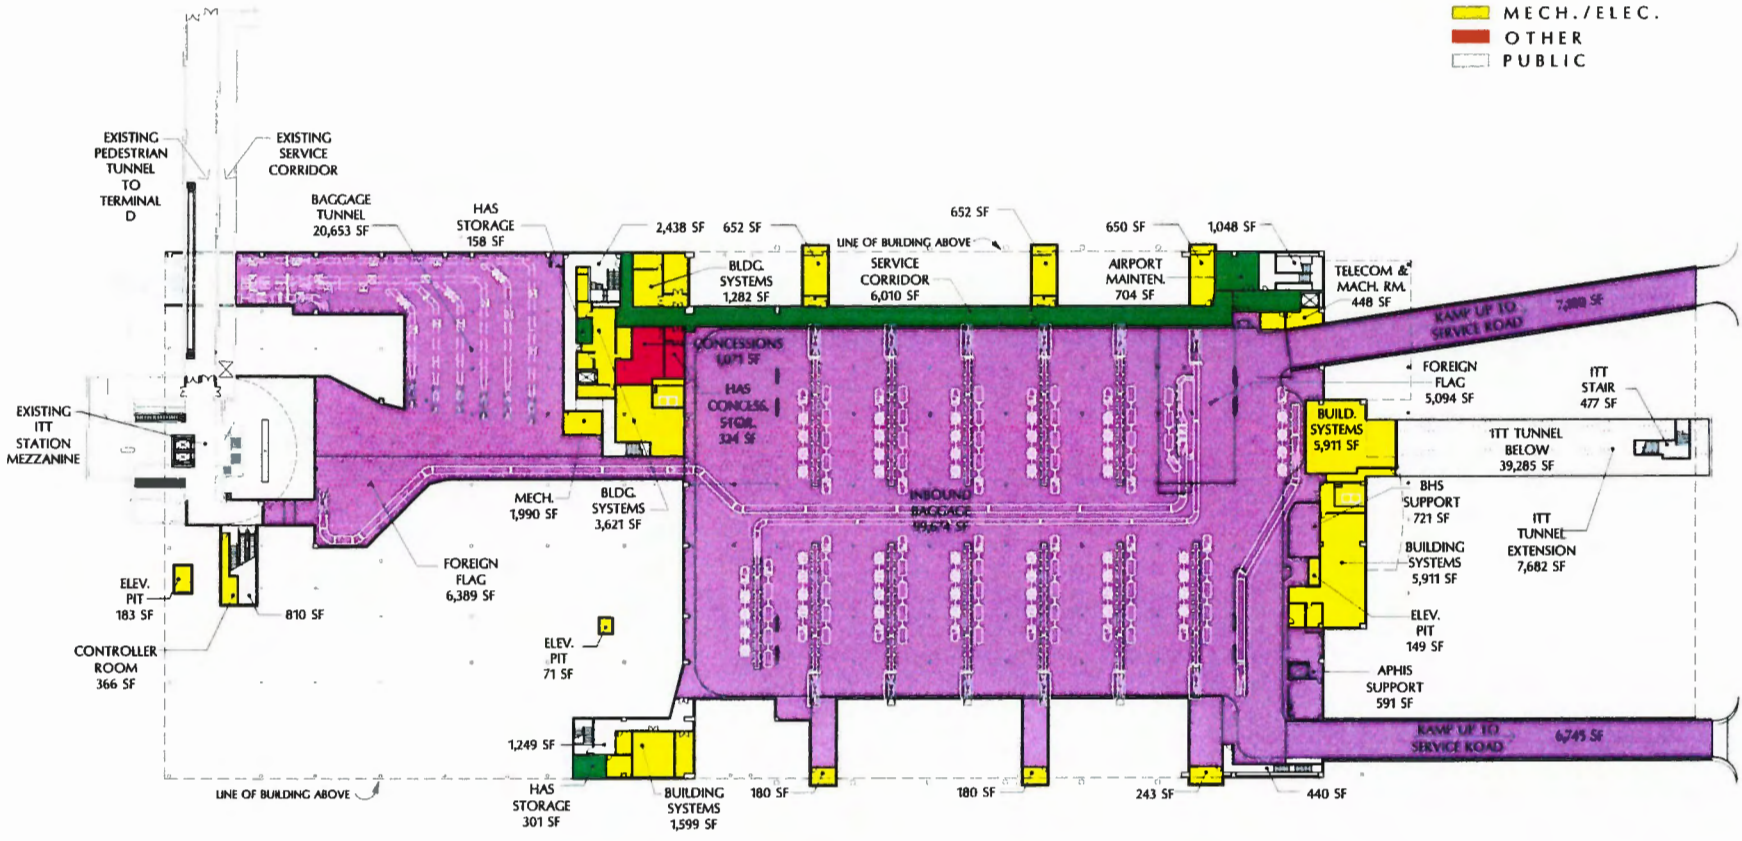 MECH./ELEC.
OTHER
PUBLIC
EXISTING
PEDESTRIAN
TUNNEL
TO
TERMINAL
D
EXISTING
SERVICE
CORRIDOR
BAGGAGE
TUNNEL
20,653 SF
HAS
STORAGE
158 SF
2,438 SF
652 SF
LINE OF BUILDING ABOVE
652 SF
650 SF
1,048 SF
BLDG.
SYSTEMS
1,282 SF
SERVICE
CORRIDOR
6,010 SF
AIRPORT
MAINTEN.
704 SF
TELECOM &
MACH. RM.
448 SF
RAMP UP TO
SERVICE ROAD
CONCESSIONS
1,071 SF
HAS
CONCESS.
STOR.
324 SF
FOREIGN
FLAG
5,094 SF
ITT
STAIR
477 SF
EXISTING
ITT
STATION
MEZZANINE
BUILD.
SYSTEMS
5,911 SF
ITT TUNNEL
BELOW
39,285 SF
MECH.
1,990 SF
BLDG.
SYSTEMS
3,621 SF
INBOUND
BAGGAGE
BHS
SUPPORT
721 SF
ITT
TUNNEL
EXTENSION
7,682 SF
BUILDING
SYSTEMS
5,911 SF
FOREIGN
FLAG
6,389 SF
ELEV.
PIT
183 SF
810 SF
ELEV.
PIT
149 SF
ELEV.
PIT
71 SF
CONTROLLER
ROOM
366 SF
APHIS
SUPPORT
591 SF
RAMP UP TO
SERVICE ROAD
6,745 SF
1,249 SF
LINE OF BUILDING ABOVE
HAS
STORAGE
301 SF
BUILDING
SYSTEMS
1,599 SF
180 SF
180 SF
243 SF
440 SF